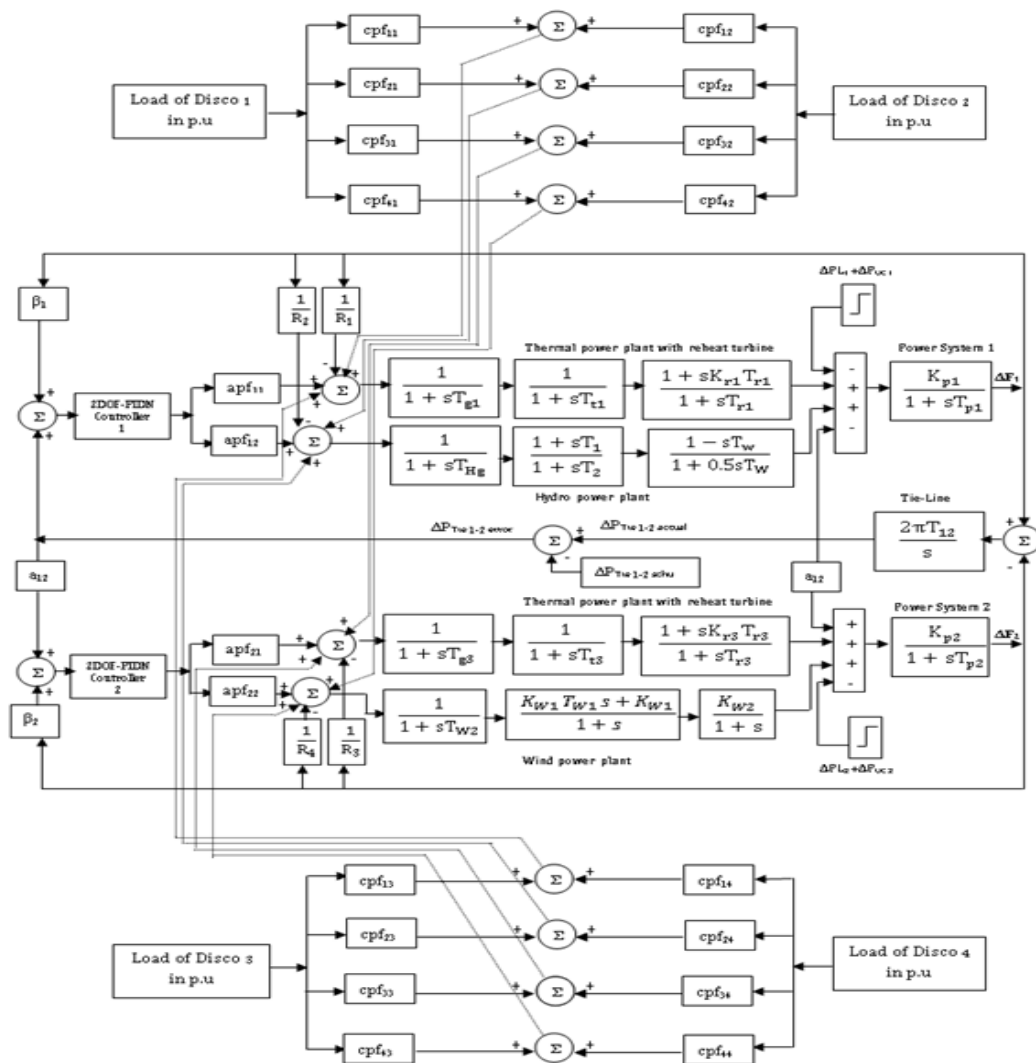 cpf₁₁ + Σ + cpf₁₂
cpf₂₁ + Σ + cpf₂₂
Load of Disco 1
in p.u
Load of Disco 2
in p.u
cpf₃₁ + Σ + cpf₃₂
cpf₄₁ + Σ + cpf₄₂
ΔPL₁+ΔPUC1
β₁
1/R₂
1/R₁
Thermal power plant with reheat turbine
Power System 1
apf₁₁
Σ
1/(1 + sTg1)
1/(1 + sTt1)
(1 + sKr1Tr1)/(1 + sTr1)
- + + -
Kp1/(1 + sTp1)
ΔF₁
Σ
2DOF-PIDN
Controller
1
apf₁₂
Σ
1/(1 + sTHg)
(1 + sT₁)/(1 + sT₂)
(1 − sTw)/(1 + 0.5sTW)
Hydro power plant
Tie-Line
ΔPTie 1-2 error
Σ
+
-
ΔPTie 1-2 actual
2πT₁₂/s
+
Σ
-
a₁₂
ΔPTie 1-2 schu
a₁₂
Thermal power plant with reheat turbine
Power System 2
apf₂₁
Σ
1/(1 + sTg3)
1/(1 + sTt3)
(1 + sKr3Tr3)/(1 + sTr3)
+ + + -
Kp2/(1 + sTp2)
ΔF₂
Σ
2DOF-PIDN
Controller
2
apf₂₂
Σ
β₂
1/R₄
1/R₃
1/(1 + sTW2)
(KW1TW1s + KW1)/(1 + s)
KW2/(1 + s)
Wind power plant
ΔPL₂+ΔPUC2
cpf₁₃ + Σ + cpf₁₄
cpf₂₃ + Σ + cpf₂₄
Load of Disco 3
in p.u
Load of Disco 4
in p.u
cpf₃₃ + Σ + cpf₃₄
cpf₄₃ + Σ + cpf₄₄